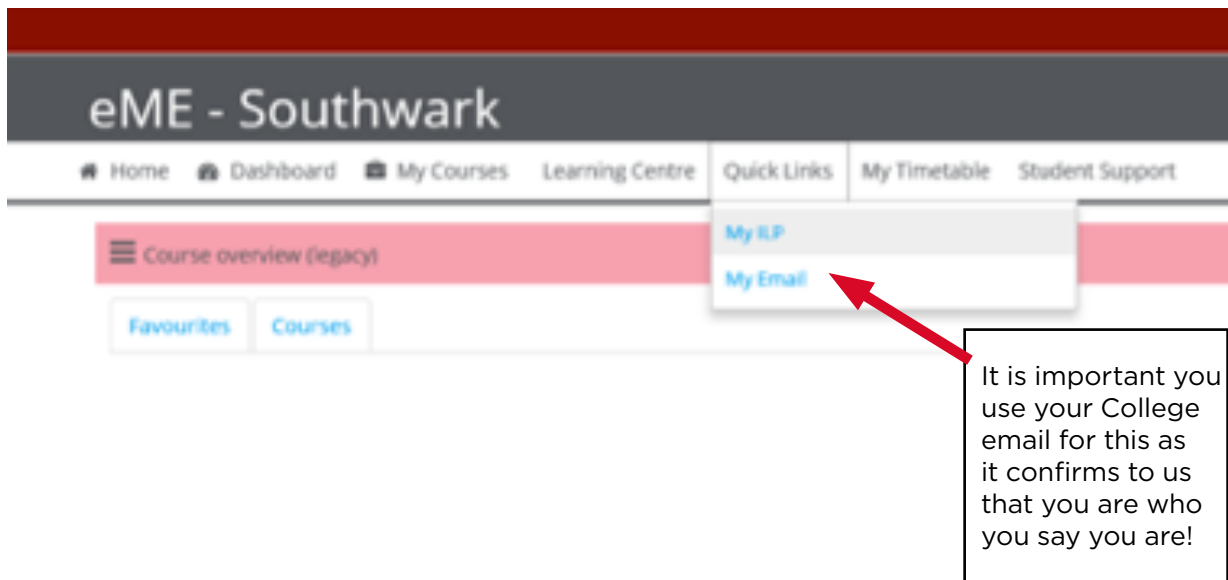 eME - Southwark
Home Dashboard My Courses Learning Centre Quick Links My Timetable Student Support
My ILP
Course overview (legacy)
My Email
Favourites Courses
It is important you
use your College
email for this as
it confirms to us
that you are who
you say you are!